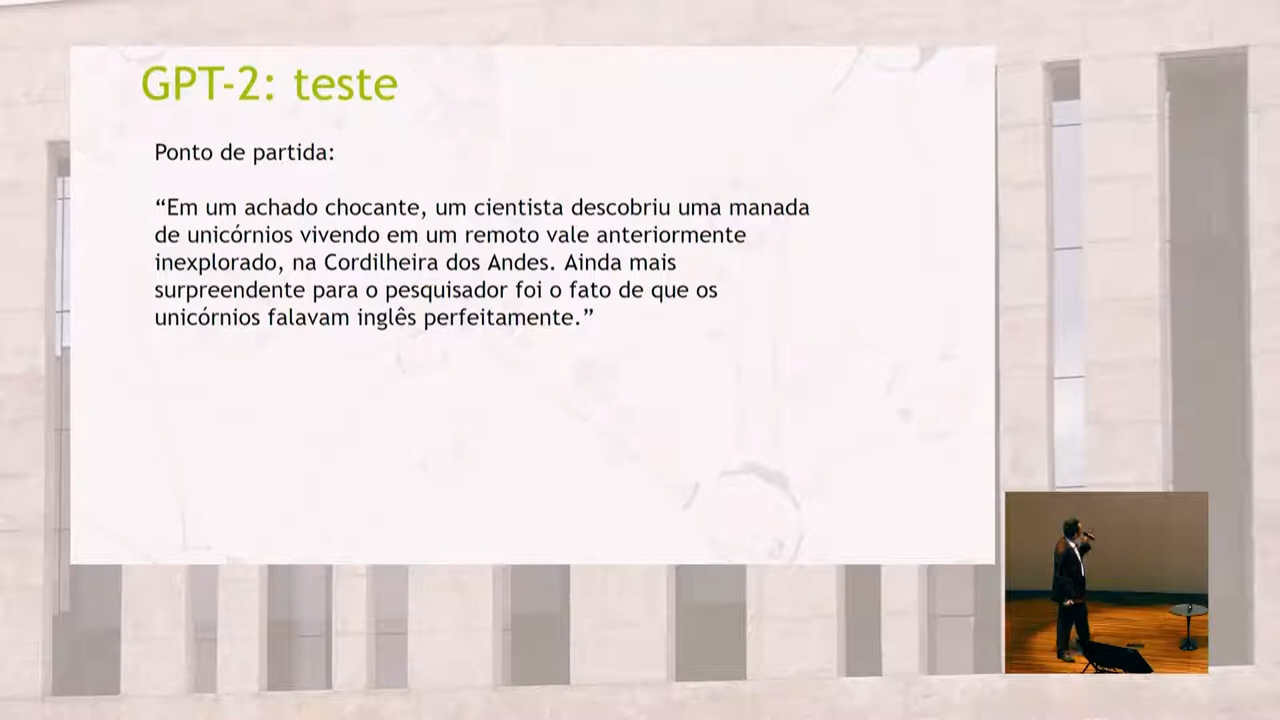 GPT-2: teste
Ponto de partida:
“Em um achado chocante, um cientista descobriu uma manada
de unicórnios vivendo em um remoto vale anteriormente
inexplorado, na Cordilheira dos Andes. Ainda mais
surpreendente para o pesquisador foi o fato de que os
unicórnios falavam inglês perfeitamente.”